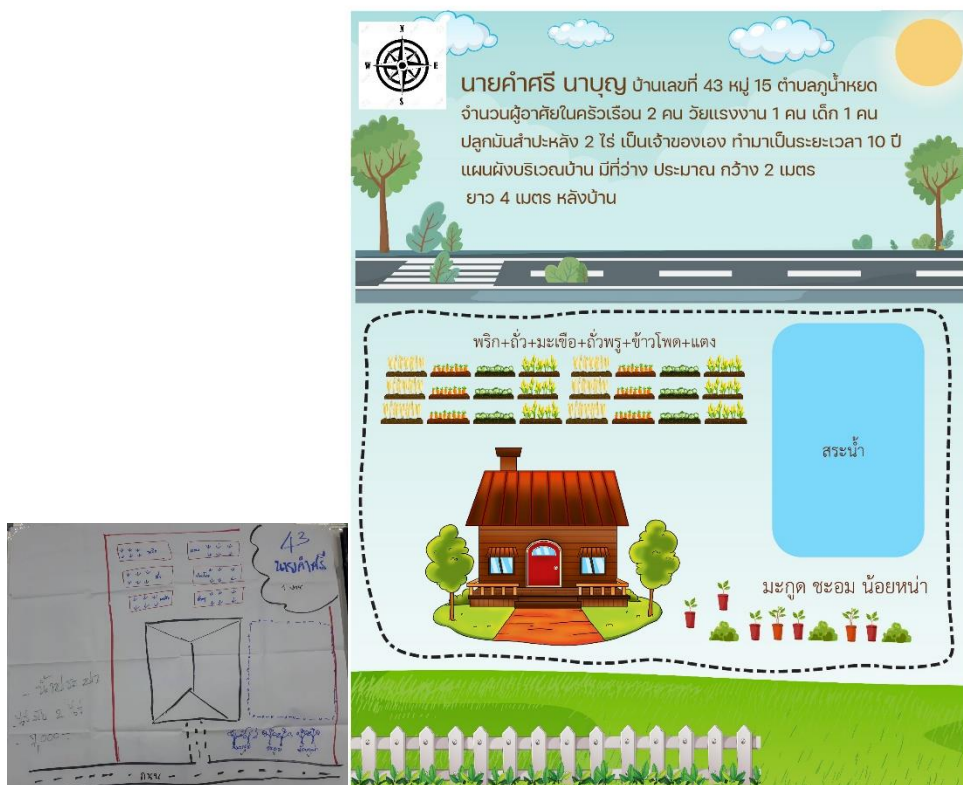 N
W
E
S
นายคำศรี นาบุญ บ้านเลขที่ 43 หมู่ 15 ตำบลภูน้ำหยด
จำนวนผู้อาศัยในครัวเรือน 2 คน วัยแรงงาน 1 คน เด็ก 1 คน
ปลูกมันสำปะหลัง 2 ไร่ เป็นเจ้าของเอง ทำมาเป็นระยะเวลา 10 ปี
แผนผังบริเวณบ้าน มีที่ว่าง ประมาณ กว้าง 2 เมตร
ยาว 4 เมตร หลังบ้าน
พริก+ถั่ว+มะเขือ+ถั่วพรู+ข้าวโพด+แตง
สระน้ำ
มะกูด ชะอม น้อยหน่า
43
นายคำศรี
ถนน